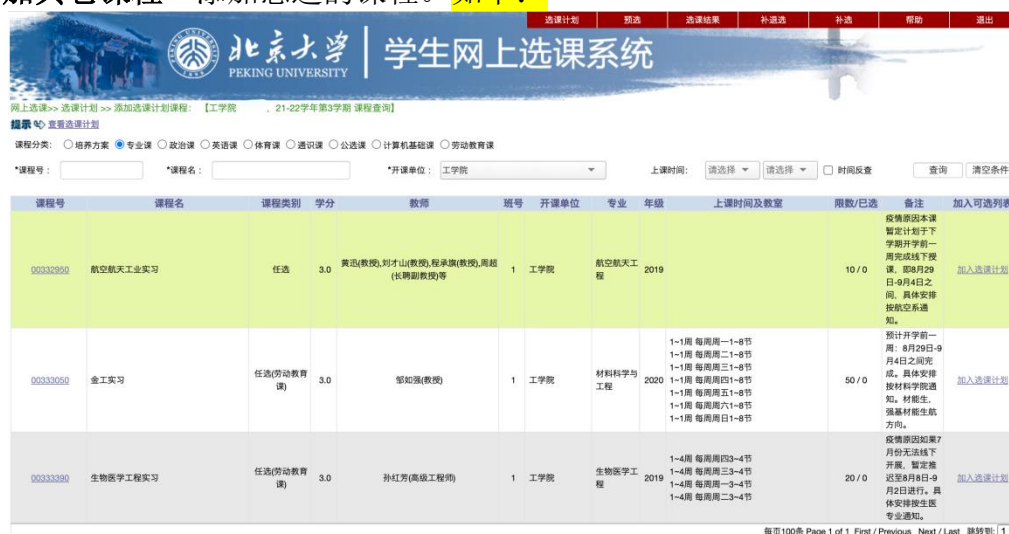 加其它课程”添加想选的课程。如下：
选课计划 预选 选课结果 补退选 补选 帮助 退出
北京大学 学生网上选课系统
PEKING UNIVERSITY
网上选课>> 选课计划 >> 添加选课计划课程： 【工学院 ，21-22学年第3学期 课程查询】
提示 查看选课计划
课程分类： 培养方案 专业课 政治课 英语课 体育课 通识课 公选课 计算机基础课 劳动教育课
*课程号： *课程名： *开课单位： 工学院 上课时间： 请选择 请选择 时间反查 查询 清空条件
课程号 课程名 课程类别 学分 教师 班号 开课单位 专业 年级 上课时间及教室 限数/已选 备注 加入可选列表
00332950 航空航天工业实习 任选 3.0 黄迅(教授),刘才山(教授),程承旗(教授),周超
(长聘副教授)等 1 工学院 航空航天工
程 2019 10 / 0 疫情原因本课
暂定计划于下
学期开学前一
周完成线下授
课，即8月29
日-9月4日之
间，具体安排
按航空系通
知。 加入选课计划
00333050 金工实习 任选(劳动教育
课) 3.0 邹如强(教授) 1 工学院 材料科学与
工程 2020 1~1周 每周周一1~8节
1~1周 每周周二1~8节
1~1周 每周周三1~8节
1~1周 每周周四1~8节
1~1周 每周周五1~8节
1~1周 每周周六1~8节
1~1周 每周周日1~8节 50 / 0 预计开学前一
周：8月29日-9
月4日之间完
成。具体安排
按材料学院通
知。材能生，
强基材能生航
方向。 加入选课计划
00333390 生物医学工程实习 任选(劳动教育
课) 3.0 孙红芳(高级工程师) 1 工学院 生物医学工
程 2019 1~4周 每周周四3~4节
1~4周 每周周三3~4节
1~4周 每周周一3~4节
1~4周 每周周二3~4节 20 / 0 疫情原因如果7
月份无法线下
开展，暂定推
迟至8月8日-9
月2日进行。具
体安排按生医
专业通知。 加入选课计划
每页100条 Page 1 of 1 First / Previous Next / Last 跳转到: 1